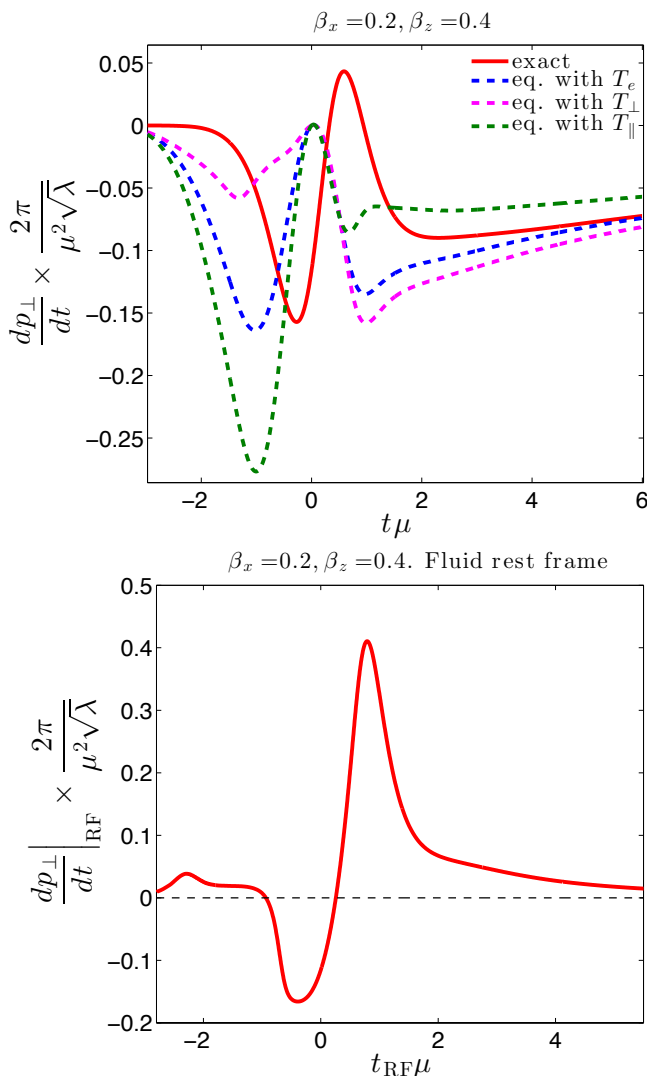 β_x =0.2, β_z =0.4
exact
eq. with T_e
eq. with T_⊥
eq. with T_∥
0.05
0
−0.05
−0.1
−0.15
−0.2
−0.25
dp_⊥/dt × 2π/(μ²√λ)
−2 0 2 4 6
tμ
β_x =0.2, β_z =0.4. Fluid rest frame
0.5
0.4
0.3
0.2
0.1
0
−0.1
−0.2
dp_⊥/dt|_RF × 2π/(μ²√λ)
−2 0 2 4
t_RF μ